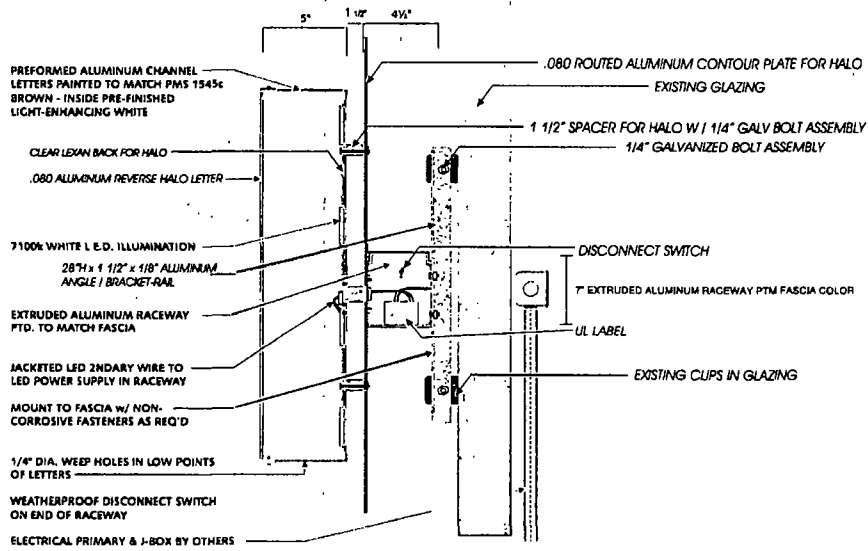 5" 1 1/2" 4½"
PREFORMED ALUMINUM CHANNEL
LETTERS PAINTED TO MATCH PMS 1545c
BROWN - INSIDE PRE-FINISHED
LIGHT-ENHANCING WHITE
CLEAR LEXAN BACK FOR HALO
.080 ALUMINUM REVERSE HALO LETTER
7100k WHITE L.E.D. ILLUMINATION
28"H x 1 1/2" x 1/8" ALUMINUM
ANGLE / BRACKET-RAIL
EXTRUDED ALUMINUM RACEWAY
PTD. TO MATCH FASCIA
JACKETED LED 2NDARY WIRE TO
LED POWER SUPPLY IN RACEWAY
MOUNT TO FASCIA w/ NON-
CORROSIVE FASTENERS AS REQ'D
1/4" DIA. WEEP HOLES IN LOW POINTS
OF LETTERS
WEATHERPROOF DISCONNECT SWITCH
ON END OF RACEWAY
ELECTRICAL PRIMARY & J-BOX BY OTHERS
.080 ROUTED ALUMINUM CONTOUR PLATE FOR HALO
EXISTING GLAZING
1 1/2" SPACER FOR HALO W / 1/4" GALV BOLT ASSEMBLY
1/4" GALVANIZED BOLT ASSEMBLY
DISCONNECT SWITCH
7" EXTRUDED ALUMINUM RACEWAY PTM FASCIA COLOR
UL LABEL
EXISTING CLIPS IN GLAZING